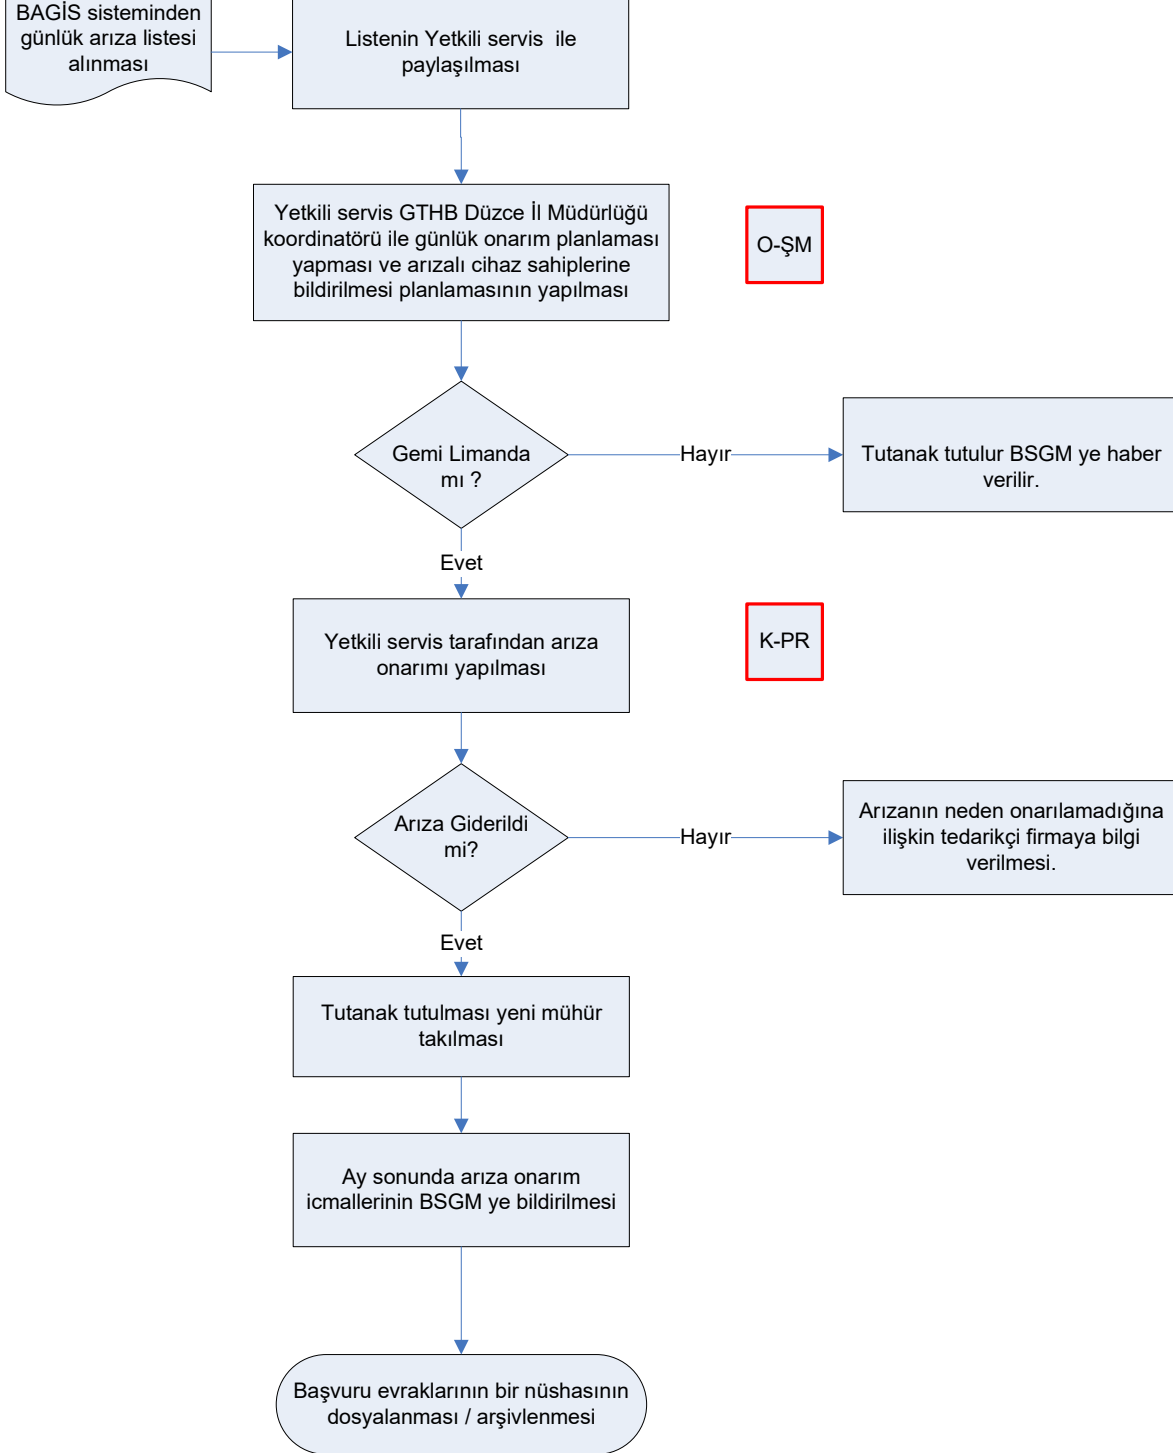 BAGİS sisteminden
günlük arıza listesi
alınması
Listenin Yetkili servis ile
paylaşılması
Yetkili servis GTHB Düzce İl Müdürlüğü
koordinatörü ile günlük onarım planlaması
yapması ve arızalı cihaz sahiplerine
bildirilmesi planlamasının yapılması
O-ŞM
Gemi Limanda
mı ?
Hayır
Tutanak tutulur BSGM ye haber
verilir.
Evet
Yetkili servis tarafından arıza
onarımı yapılması
K-PR
Arıza Giderildi
mi?
Hayır
Arızanın neden onarılamadığına
ilişkin tedarikçi firmaya bilgi
verilmesi.
Evet
Tutanak tutulması yeni mühür
takılması
Ay sonunda arıza onarım
icmallerinin BSGM ye bildirilmesi
Başvuru evraklarının bir nüshasının
dosyalanması / arşivlenmesi